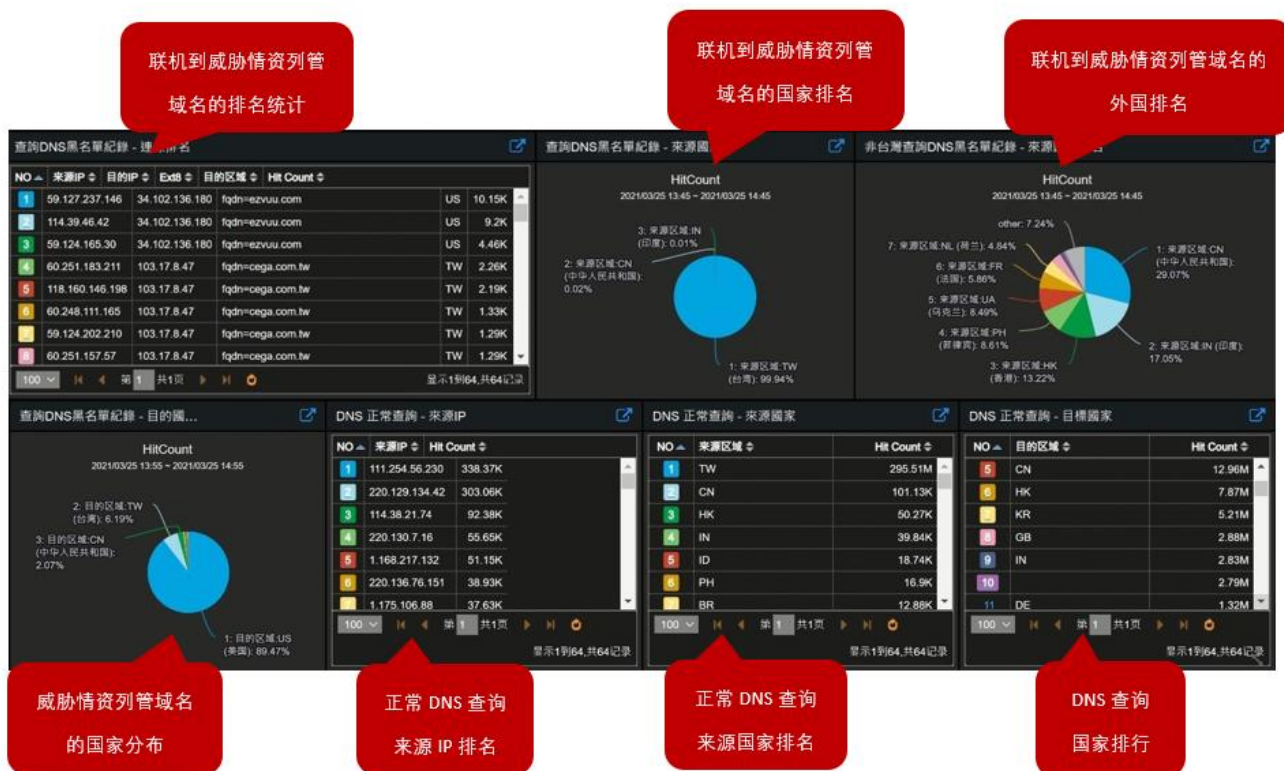 联机到威胁情资列管
域名的排名统计
联机到威胁情资列管
域名的国家排名
联机到威胁情资列管域名的
外国排名
查詢DNS黑名單紀錄 - 連
排名
NO 来源IP 目的IP Ext8 目的区域 Hit Count
1 59.127.237.146 34.102.136.180 fqdn=ezvuu.com US 10.15K
2 114.39.46.42 34.102.136.180 fqdn=ezvuu.com US 9.2K
3 59.124.165.30 34.102.136.180 fqdn=ezvuu.com US 4.46K
4 60.251.183.211 103.17.8.47 fqdn=cega.com.tw TW 2.26K
5 118.160.146.198 103.17.8.47 fqdn=cega.com.tw TW 2.19K
6 60.248.111.165 103.17.8.47 fqdn=cega.com.tw TW 1.33K
7 59.124.202.210 103.17.8.47 fqdn=cega.com.tw TW 1.29K
8 60.251.157.57 103.17.8.47 fqdn=cega.com.tw TW 1.29K
100 第 1 共1页 显示1到64,共64记录
查詢DNS黑名單紀錄 - 來源國
HitCount
2021/03/25 13:45 ~ 2021/03/25 14:45
3: 来源区域:IN
(印度): 0.01%
2: 来源区域:CN
(中华人民共和国):
0.02%
1: 来源区域:TW
(台湾): 99.94%
非台灣查詢DNS黑名單紀錄 - 來源
HitCount
2021/03/25 13:45 ~ 2021/03/25 14:45
other: 7.24%
7: 来源区域:NL (荷兰): 4.84%
6: 来源区域:FR
(法国): 5.86%
5: 来源区域:UA
(乌克兰): 8.49%
4: 来源区域:PH
(菲律宾): 8.61%
3: 来源区域:HK
(香港): 13.22%
1: 来源区域:CN
(中华人民共和国):
29.07%
2: 来源区域:IN (印度):
17.05%
查詢DNS黑名單紀錄 - 目的國...
HitCount
2021/03/25 13:55 ~ 2021/03/25 14:55
2: 目的区域:TW
(台湾): 6.19%
3: 目的区域:CN
(中华人民共和国):
2.07%
1: 目的区域:US
(美国): 89.47%
DNS 正常查詢 - 來源IP
NO 来源IP Hit Count
1 111.254.56.230 338.37K
2 220.129.134.42 303.06K
3 114.38.21.74 92.38K
4 220.130.7.16 55.65K
5 1.168.217.132 51.15K
6 220.136.76.151 38.93K
7 1.175.106.88 37.63K
100 第 1 共1页
显示1到64,共64记录
DNS 正常查詢 - 來源國家
NO 来源区域 Hit Count
1 TW 295.51M
2 CN 101.13K
3 HK 50.27K
4 IN 39.84K
5 ID 18.74K
6 PH 16.9K
7 BR 12.88K
100 第 1 共1页
显示1到64,共64记录
DNS 正常查詢 - 目標國家
NO 目的区域 Hit Count
5 CN 12.96M
6 HK 7.87M
7 KR 5.21M
8 GB 2.88M
9 IN 2.83M
10 2.79M
11 DE 1.32M
100 第 1 共1页
显示1到64,共64记录
威胁情资列管域名
的国家分布
正常 DNS 查询
来源 IP 排名
正常 DNS 查询
来源国家排名
DNS 查询
国家排行